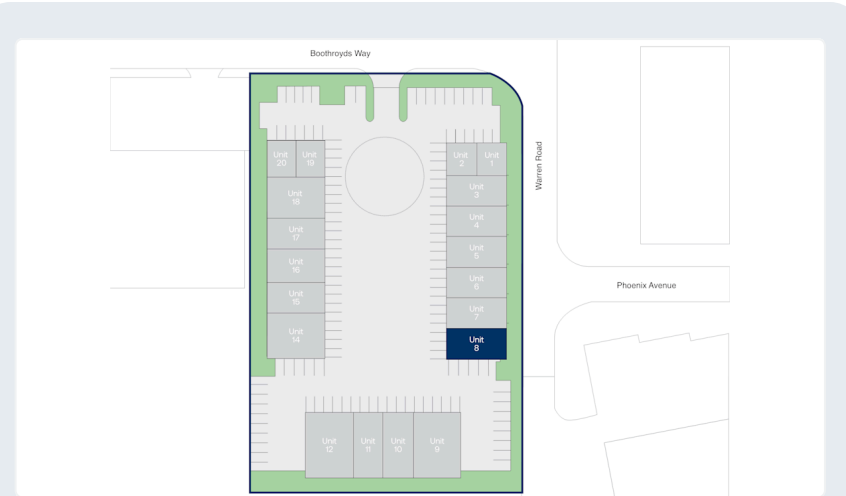 Boothroyds Way
Warren Road
Phoenix Avenue
Unit
20
Unit
19
Unit
18
Unit
17
Unit
16
Unit
15
Unit
14
Unit
2
Unit
1
Unit
3
Unit
4
Unit
5
Unit
6
Unit
7
Unit
8
Unit
12
Unit
11
Unit
10
Unit
9